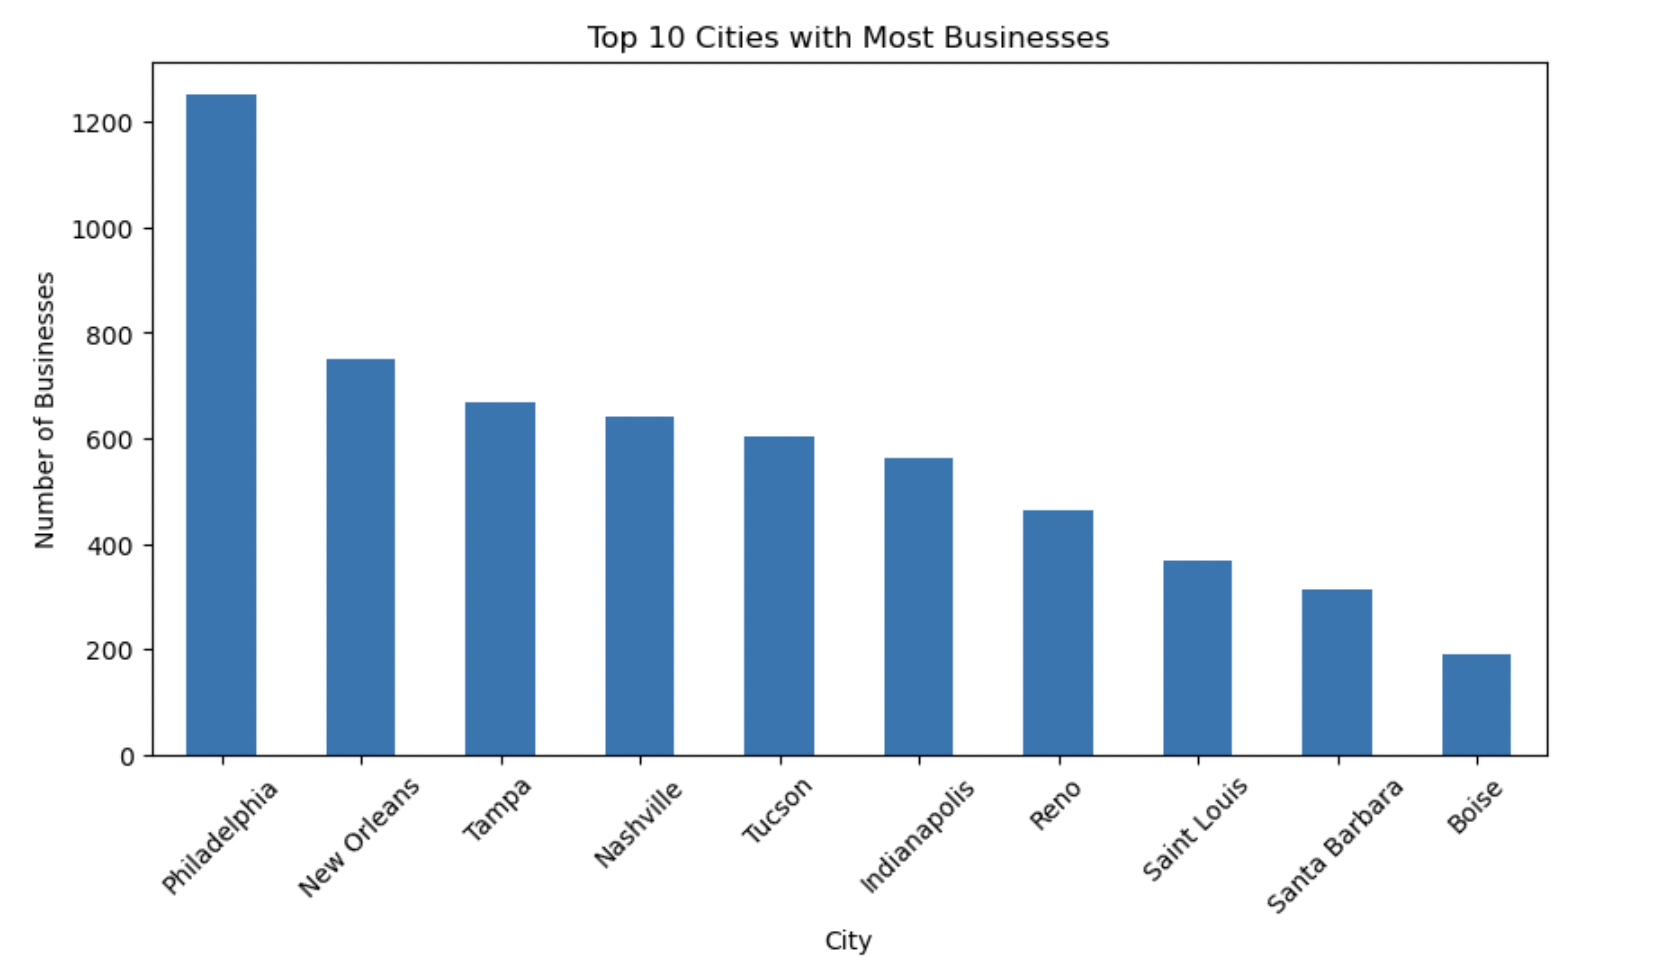 Top 10 Cities with Most Businesses
Number of Businesses
1200
1000
800
600
400
200
0
Philadelphia
New Orleans
Tampa
Nashville
Tucson
Indianapolis
Reno
Saint Louis
Santa Barbara
Boise
City